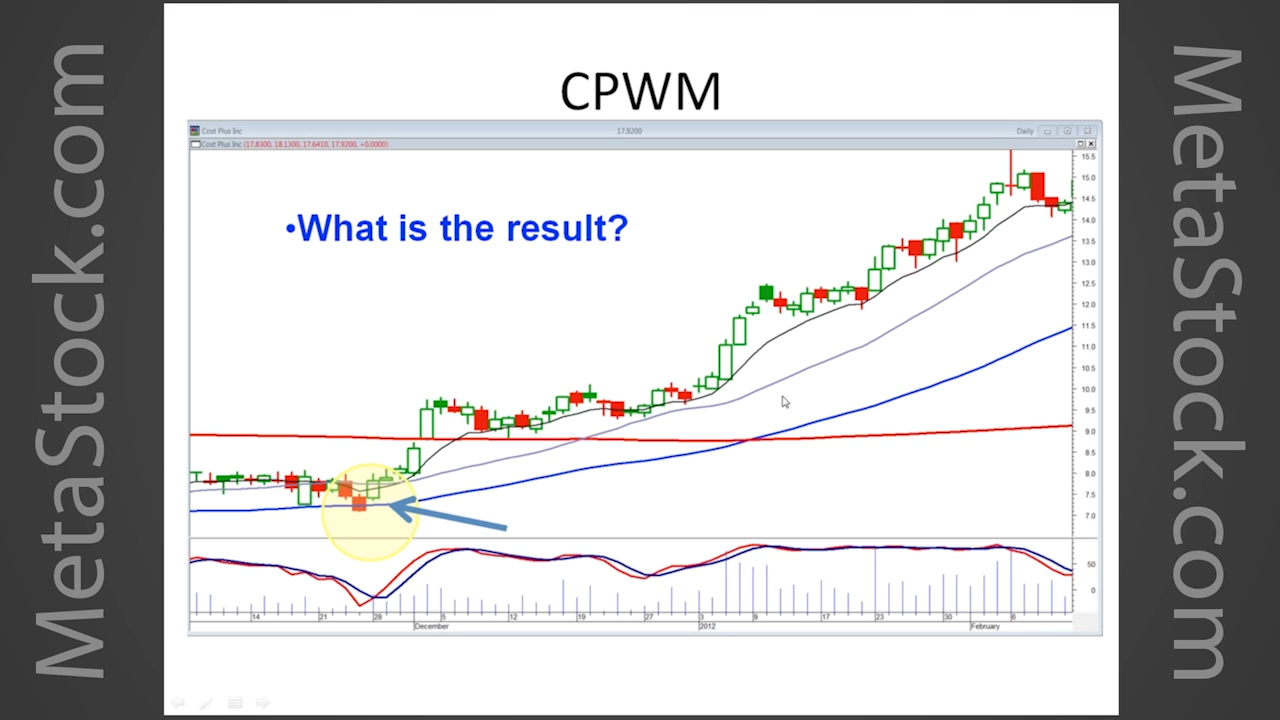 MetaStock.com
CPWM
Cost Plus Inc 17.9200 Daily
Cost Plus Inc (17.8300, 18.1300, 17.6410, 17.9200, +0.0000)
•What is the result?
15.5
15.0
14.5
14.0
13.5
13.0
12.5
12.0
11.5
11.0
10.5
10.0
9.5
9.0
8.5
8.0
7.5
7.0
50
0
14 21 28 5 12 19 27 3 9 17 23 30 6
December 2012 February
MetaStock.com